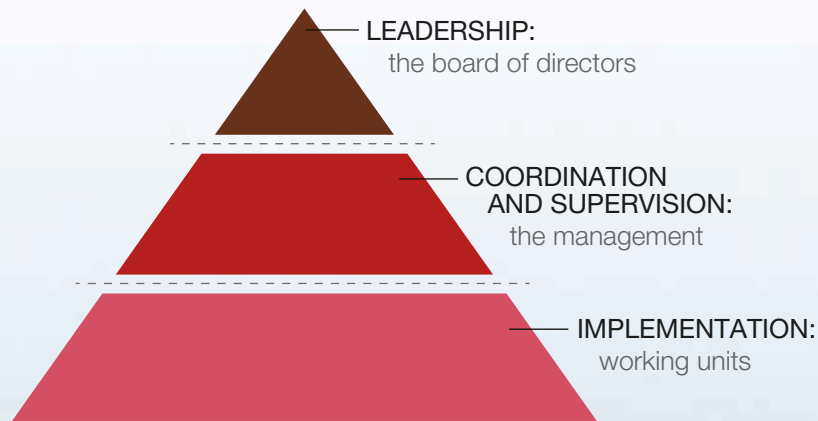 LEADERSHIP:
the board of directors
COORDINATION
AND SUPERVISION:
the management
IMPLEMENTATION:
working units